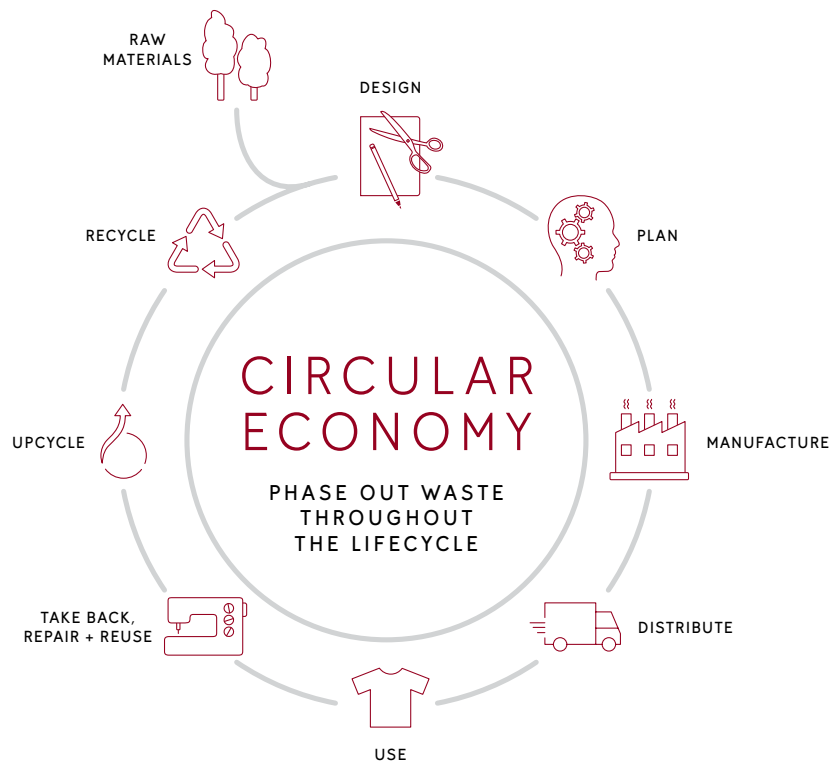 RAW
MATERIALS
DESIGN
PLAN
RECYCLE
CIRCULAR
ECONOMY
PHASE OUT WASTE
THROUGHOUT
THE LIFECYCLE
UPCYCLE
MANUFACTURE
TAKE BACK,
REPAIR + REUSE
DISTRIBUTE
USE